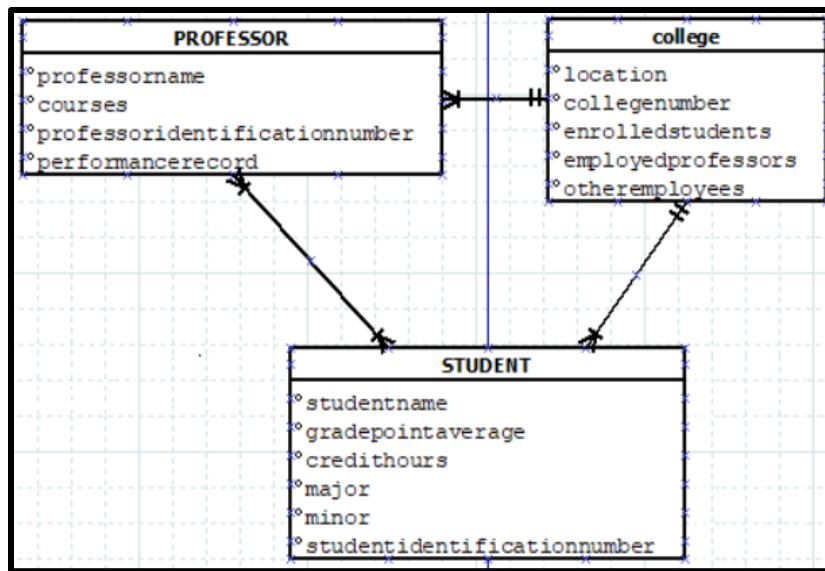 PROFESSOR
professorname
courses
professoridentificationnumber
performancerecord
college
location
collegenumber
enrolledstudents
employedprofessors
otheremployees
STUDENT
studentname
gradepointaverage
credithours
major
minor
studentidentificationnumber